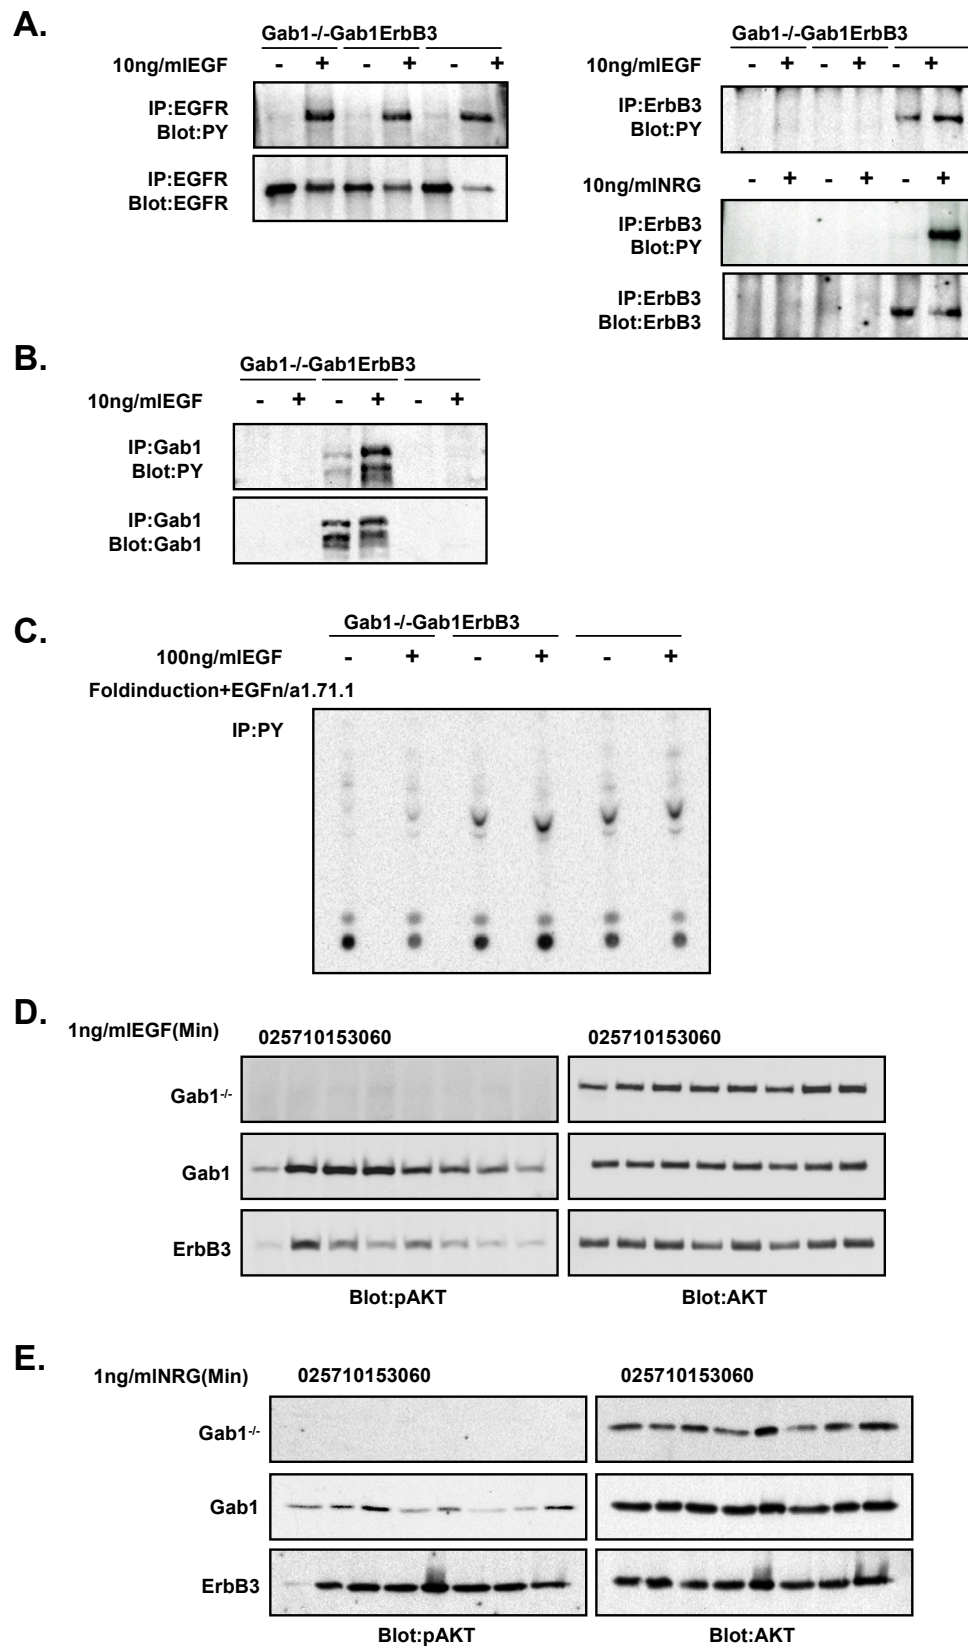 A.
Gab1-/-Gab1ErbB3
10ng/mlEGF - + - + - +
IP:EGFR
Blot:PY
IP:EGFR
Blot:EGFR
Gab1-/-Gab1ErbB3
10ng/mlEGF - + - + - +
IP:ErbB3
Blot:PY
10ng/mlNRG - + - + - +
IP:ErbB3
Blot:PY
IP:ErbB3
Blot:ErbB3
B.
Gab1-/-Gab1ErbB3
10ng/mlEGF - + - + - +
IP:Gab1
Blot:PY
IP:Gab1
Blot:Gab1
C.
Gab1-/-Gab1ErbB3
100ng/mlEGF - + - + - +
Foldinduction+EGFn/a1.71.1
IP:PY
D.
1ng/mlEGF(Min) 025710153060 025710153060
Gab1-/-
Gab1
ErbB3
Blot:pAKT Blot:AKT
E.
1ng/mlNRG(Min) 025710153060 025710153060
Gab1-/-
Gab1
ErbB3
Blot:pAKT Blot:AKT